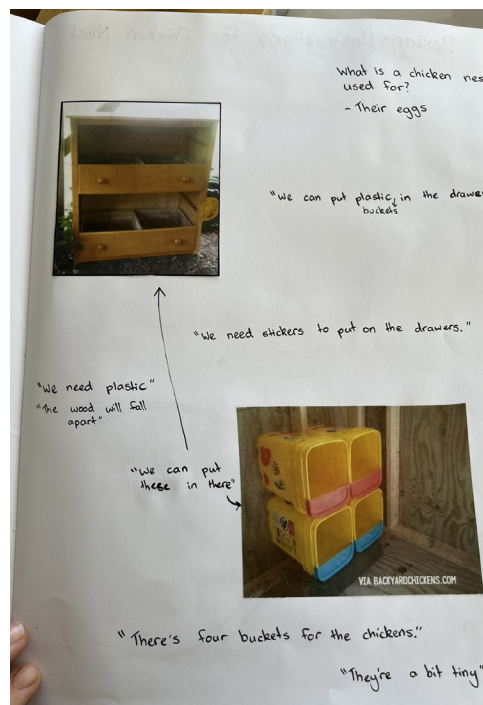 What is a chicken nes
used for?
- Their eggs
"We can put plastic in the drawe
buckets
"We need stickers to put on the drawers."
"We need plastic"
"The wood will fall
apart"
"We can put
these in there"
VIA BACKYARDCHICKENS.COM
"There's four buckets for the chickens."
"They're a bit tiny"